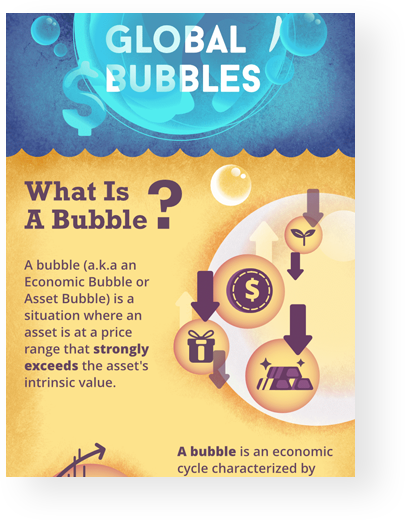 GLOBAL
BUBBLES
$
What Is
A Bubble?
A bubble (a.k.a an
Economic Bubble or
Asset Bubble) is a
situation where an
asset is at a price
range that strongly
exceeds the asset's
intrinsic value.
$
A bubble is an economic
cycle characterized by